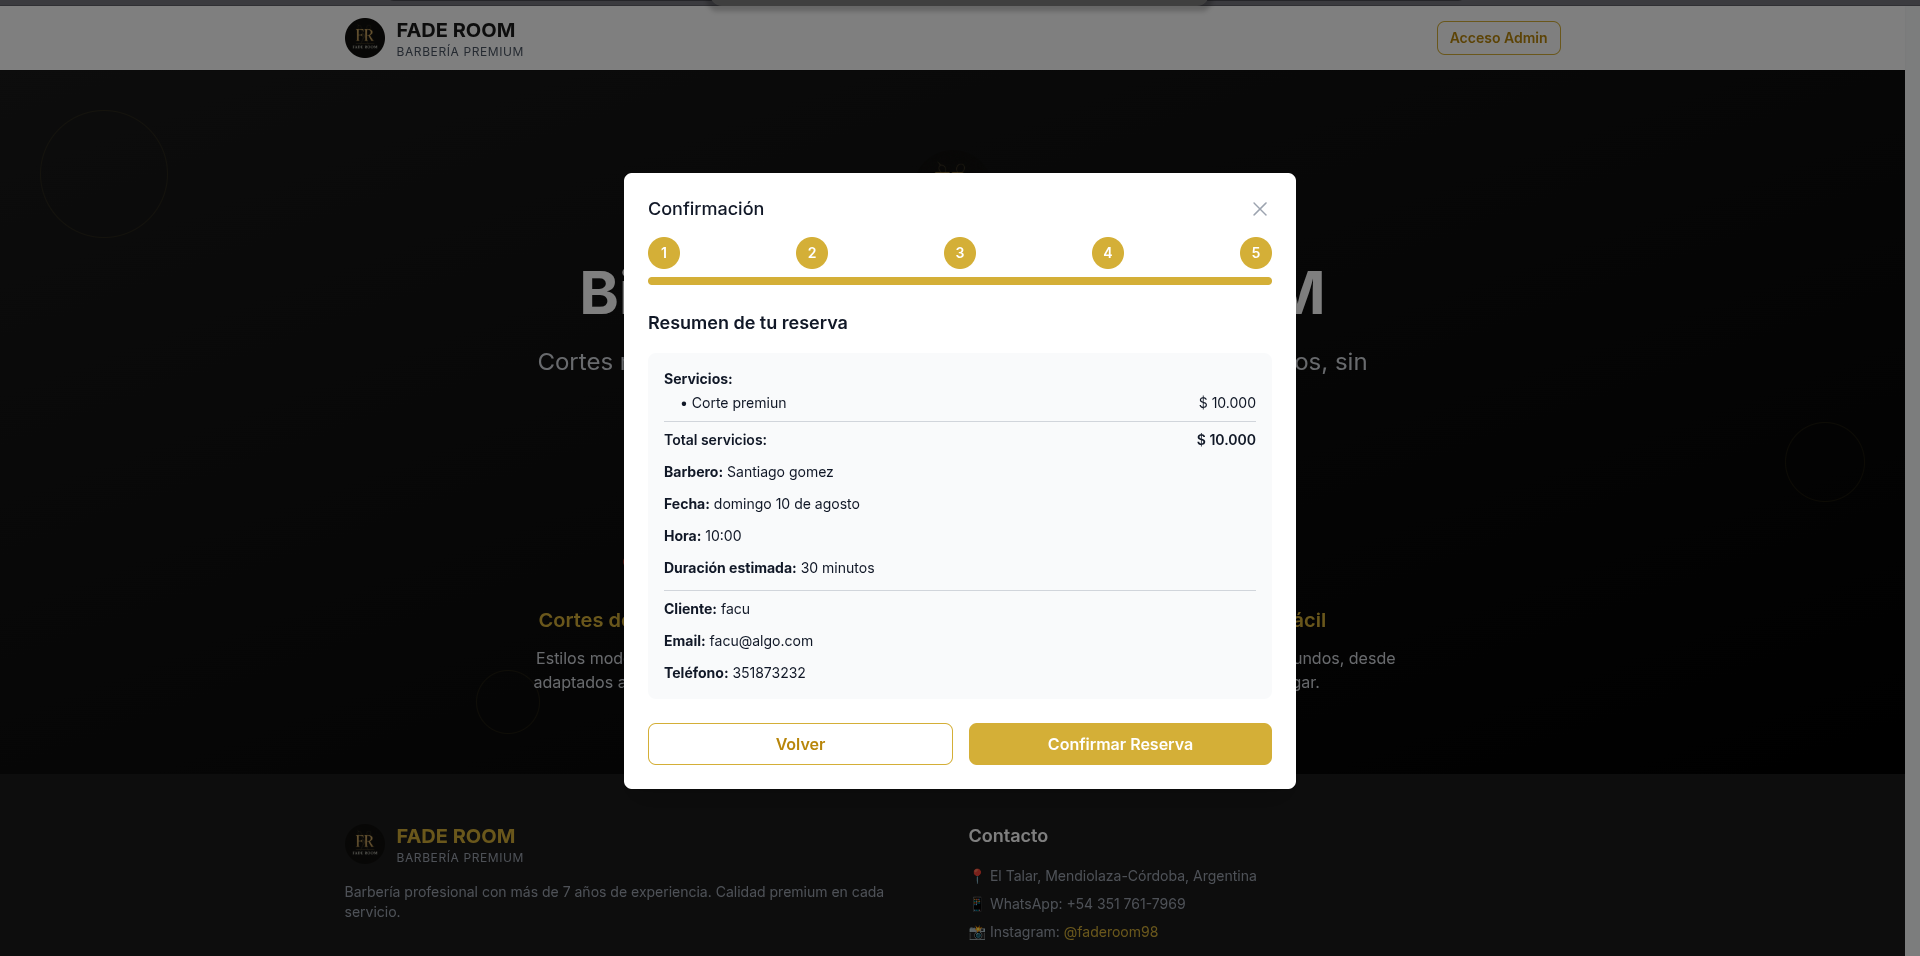 FR
FADE ROOM
FADE ROOM
BARBERÍA PREMIUM
Acceso Admin
Confirmación
1 2 3 4 5
Bi M
Resumen de tu reserva
Cortes os, sin
Servicios:
• Corte premiun $ 10.000
Total servicios: $ 10.000
Barbero: Santiago gomez
Fecha: domingo 10 de agosto
Hora: 10:00
Duración estimada: 30 minutos
Cliente: facu
Email: facu@algo.com
Teléfono: 351873232
Volver Confirmar Reserva
Cortes d ácil
Estilos mod undos, desde
adaptados a gar.
FR
FADE ROOM
FADE ROOM
BARBERÍA PREMIUM
Barbería profesional con más de 7 años de experiencia. Calidad premium en cada
servicio.
Contacto
📍 El Talar, Mendiolaza-Córdoba, Argentina
📱 WhatsApp: +54 351 761-7969
📸 Instagram: @faderoom98